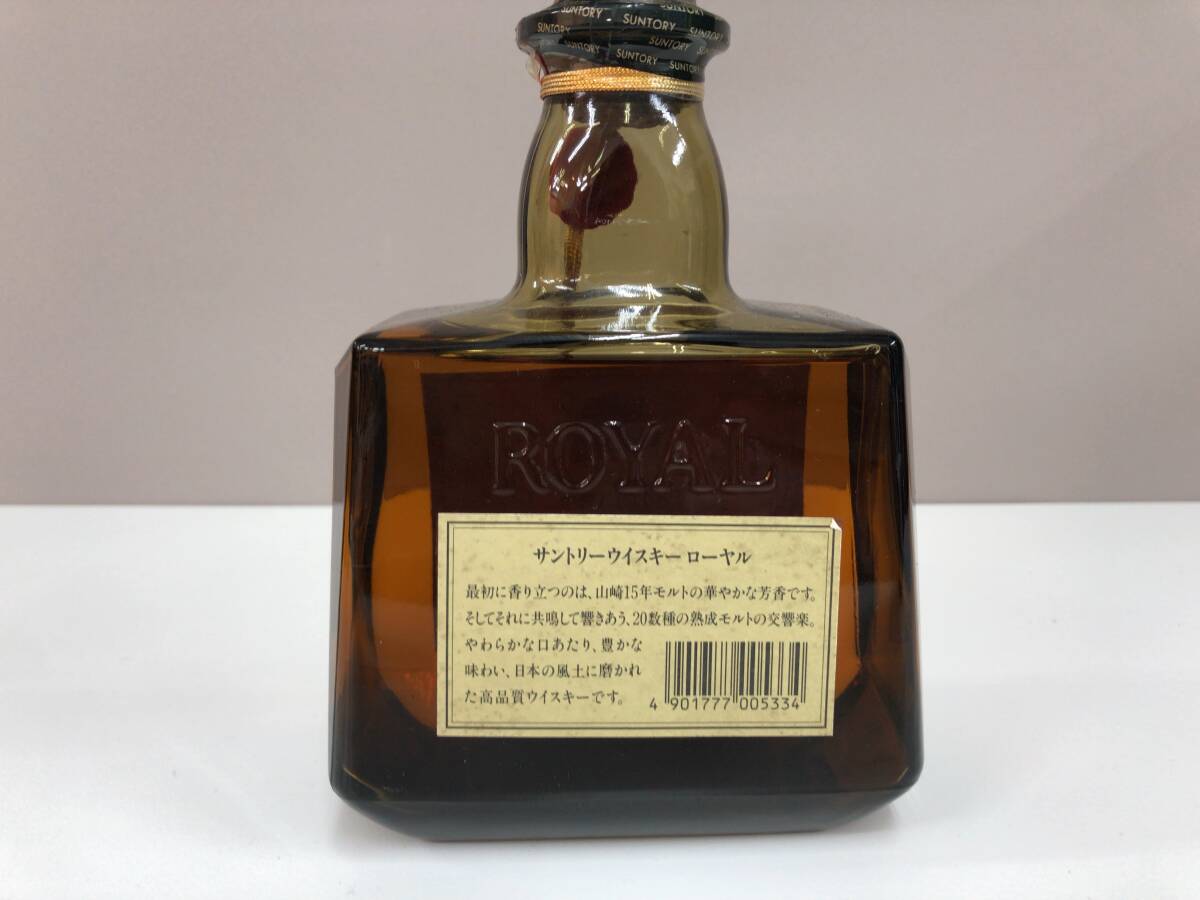 SUNTORY
SUNTORY SUNTORY SUNTORY
SUNTORY
SUNTORY SUNTORY SUNTORY
ROYAL
サントリーウイスキー ローヤル
最初に香り立つのは、山崎15年モルトの華やかな芳香です。
そしてそれに共鳴して響きあう、20数種の熟成モルトの交響楽。
やわらかな口あたり、豊かな
味わい、日本の風土に磨かれ
た高品質ウイスキーです。
4 901777 005334